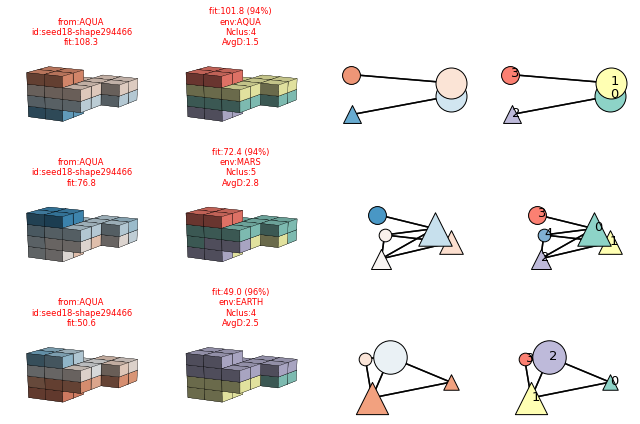 from:AQUA
id:seed18-shape294466
fit:108.3
fit:101.8 (94%)
env:AQUA
Nclus:4
AvgD:1.5
3
1
0
2
from:AQUA
id:seed18-shape294466
fit:76.8
fit:72.4 (94%)
env:MARS
Nclus:5
AvgD:2.8
3
0
4
1
2
from:AQUA
id:seed18-shape294466
fit:50.6
fit:49.0 (96%)
env:EARTH
Nclus:4
AvgD:2.5
3
2
0
1